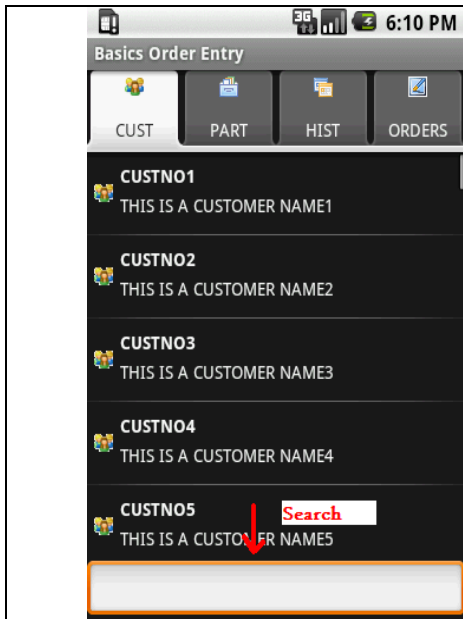 3G 6:10 PM
Basics Order Entry
CUST PART HIST ORDERS
CUSTNO1
THIS IS A CUSTOMER NAME1
CUSTNO2
THIS IS A CUSTOMER NAME2
CUSTNO3
THIS IS A CUSTOMER NAME3
CUSTNO4
THIS IS A CUSTOMER NAME4
CUSTNO5
Search
THIS IS A CUSTOMER NAME5